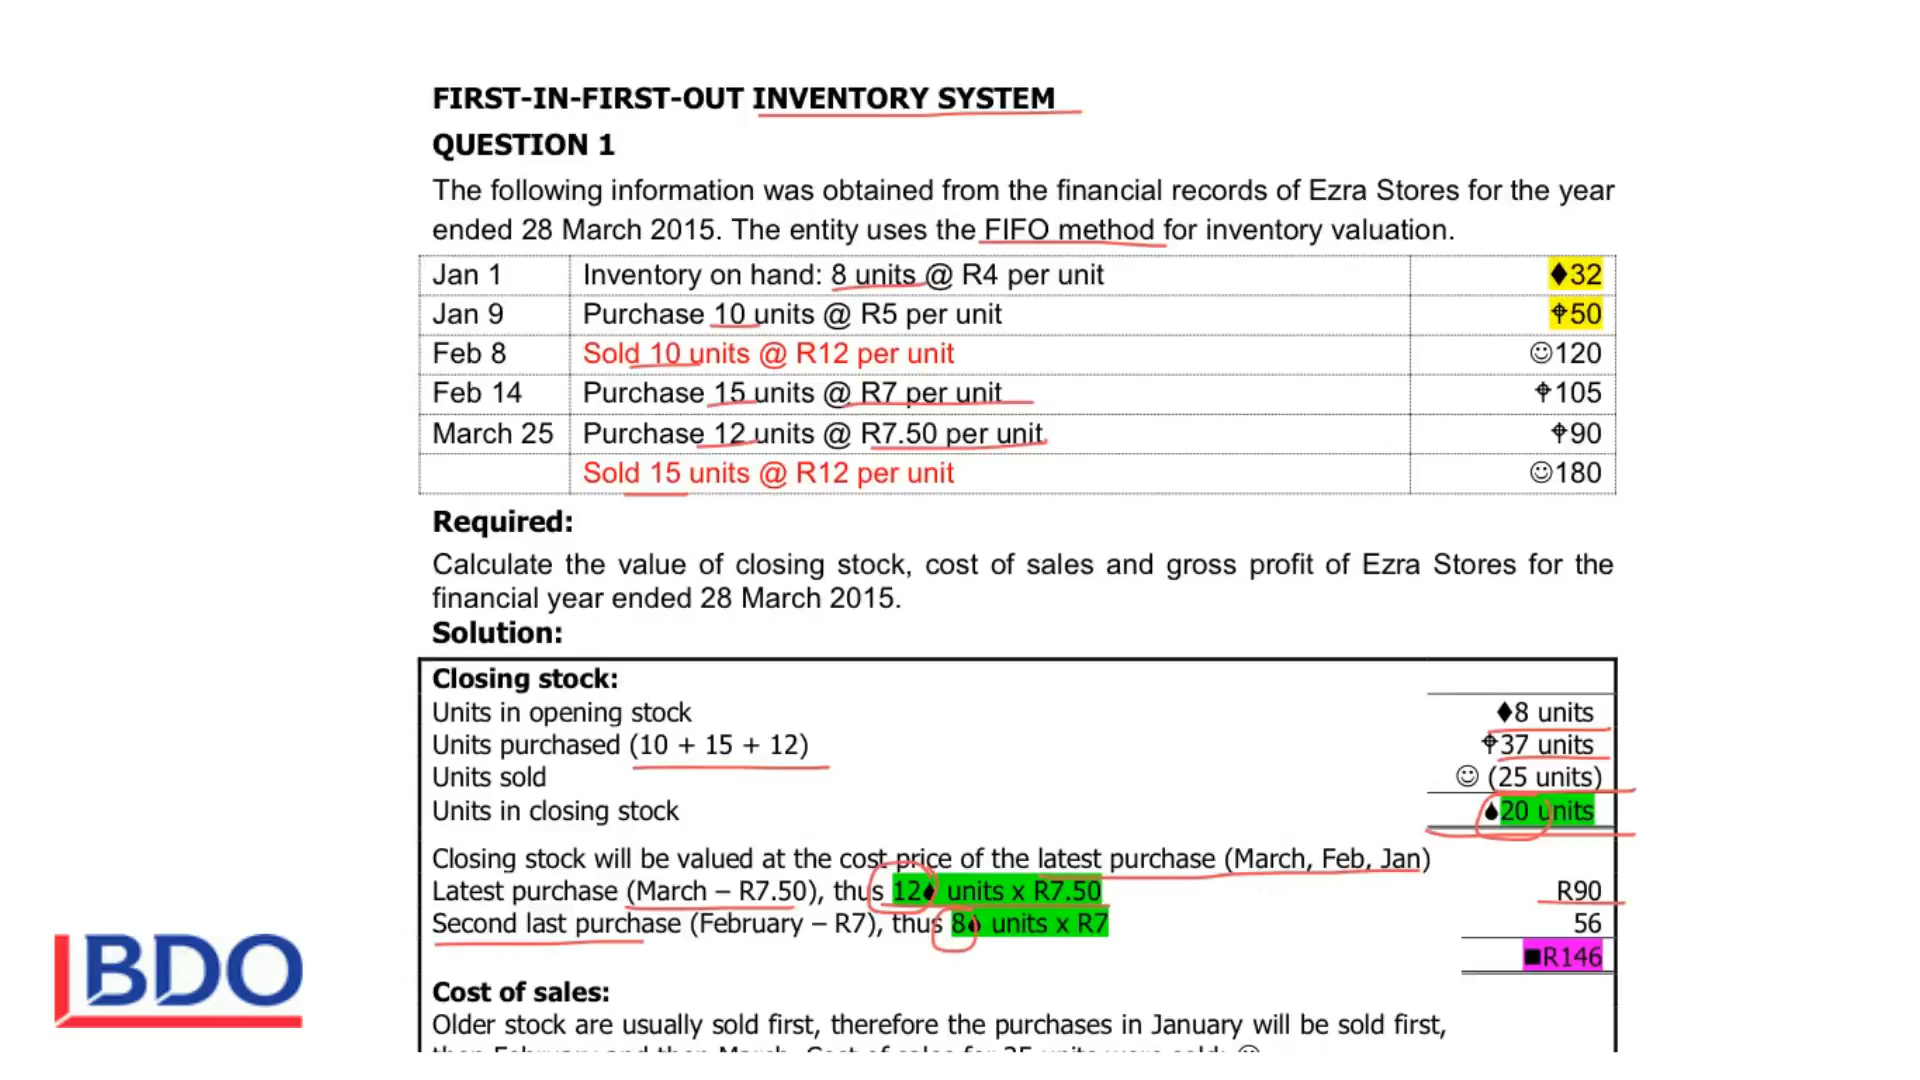 FIRST-IN-FIRST-OUT INVENTORY SYSTEM
QUESTION 1
The following information was obtained from the financial records of Ezra Stores for the year
ended 28 March 2015. The entity uses the FIFO method for inventory valuation.
Jan 1 Inventory on hand: 8 units @ R4 per unit ♦32
Jan 9 Purchase 10 units @ R5 per unit ⌖50
Feb 8 Sold 10 units @ R12 per unit ☺120
Feb 14 Purchase 15 units @ R7 per unit ⌖105
March 25 Purchase 12 units @ R7.50 per unit ⌖90
Sold 15 units @ R12 per unit ☺180
Required:
Calculate the value of closing stock, cost of sales and gross profit of Ezra Stores for the
financial year ended 28 March 2015.
Solution:
Closing stock:
Units in opening stock ♦8 units
Units purchased (10 + 15 + 12) ⌖37 units
Units sold ☺ (25 units)
Units in closing stock 🌢20 units
Closing stock will be valued at the cost price of the latest purchase (March, Feb, Jan)
Latest purchase (March – R7.50), thus 12🌢 units x R7.50 R90
Second last purchase (February – R7), thus 8🌢 units x R7 56
■R146
Cost of sales:
Older stock are usually sold first, therefore the purchases in January will be sold first,
BDO